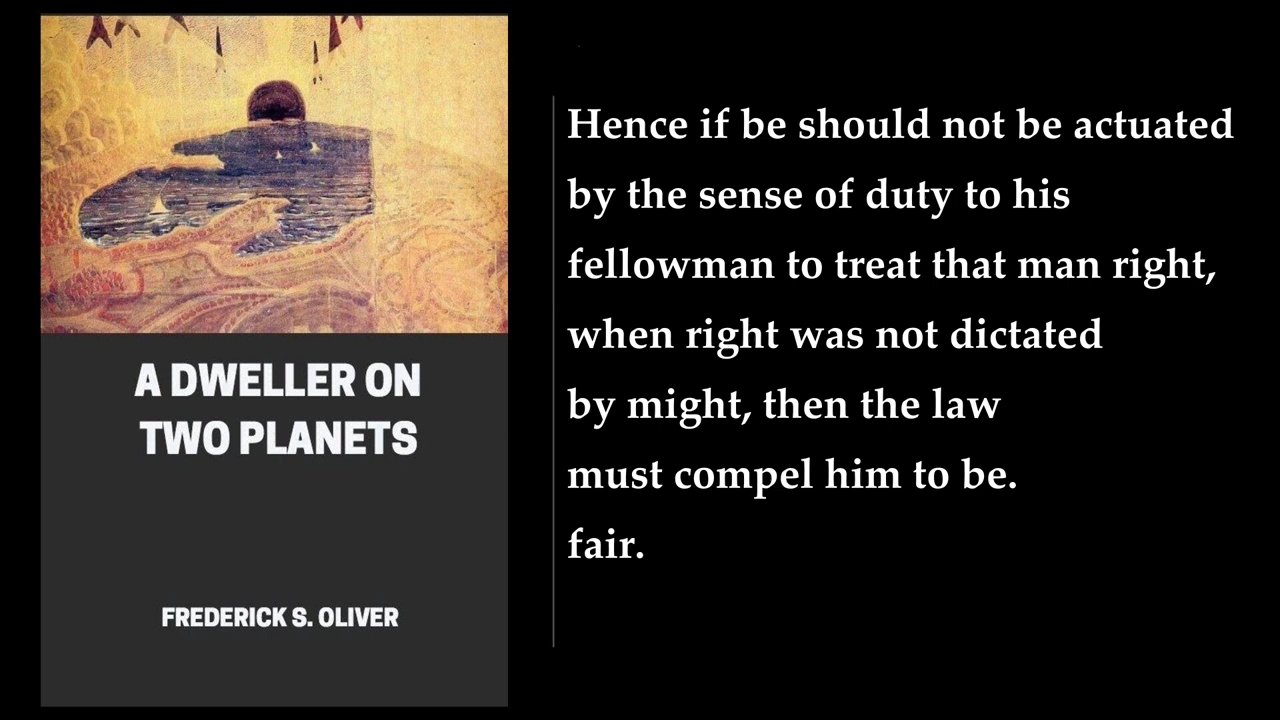 A DWELLER ON
TWO PLANETS
FREDERICK S. OLIVER
Hence if be should not be actuated
by the sense of duty to his
fellowman to treat that man right,
when right was not dictated
by might, then the law
must compel him to be.
fair.